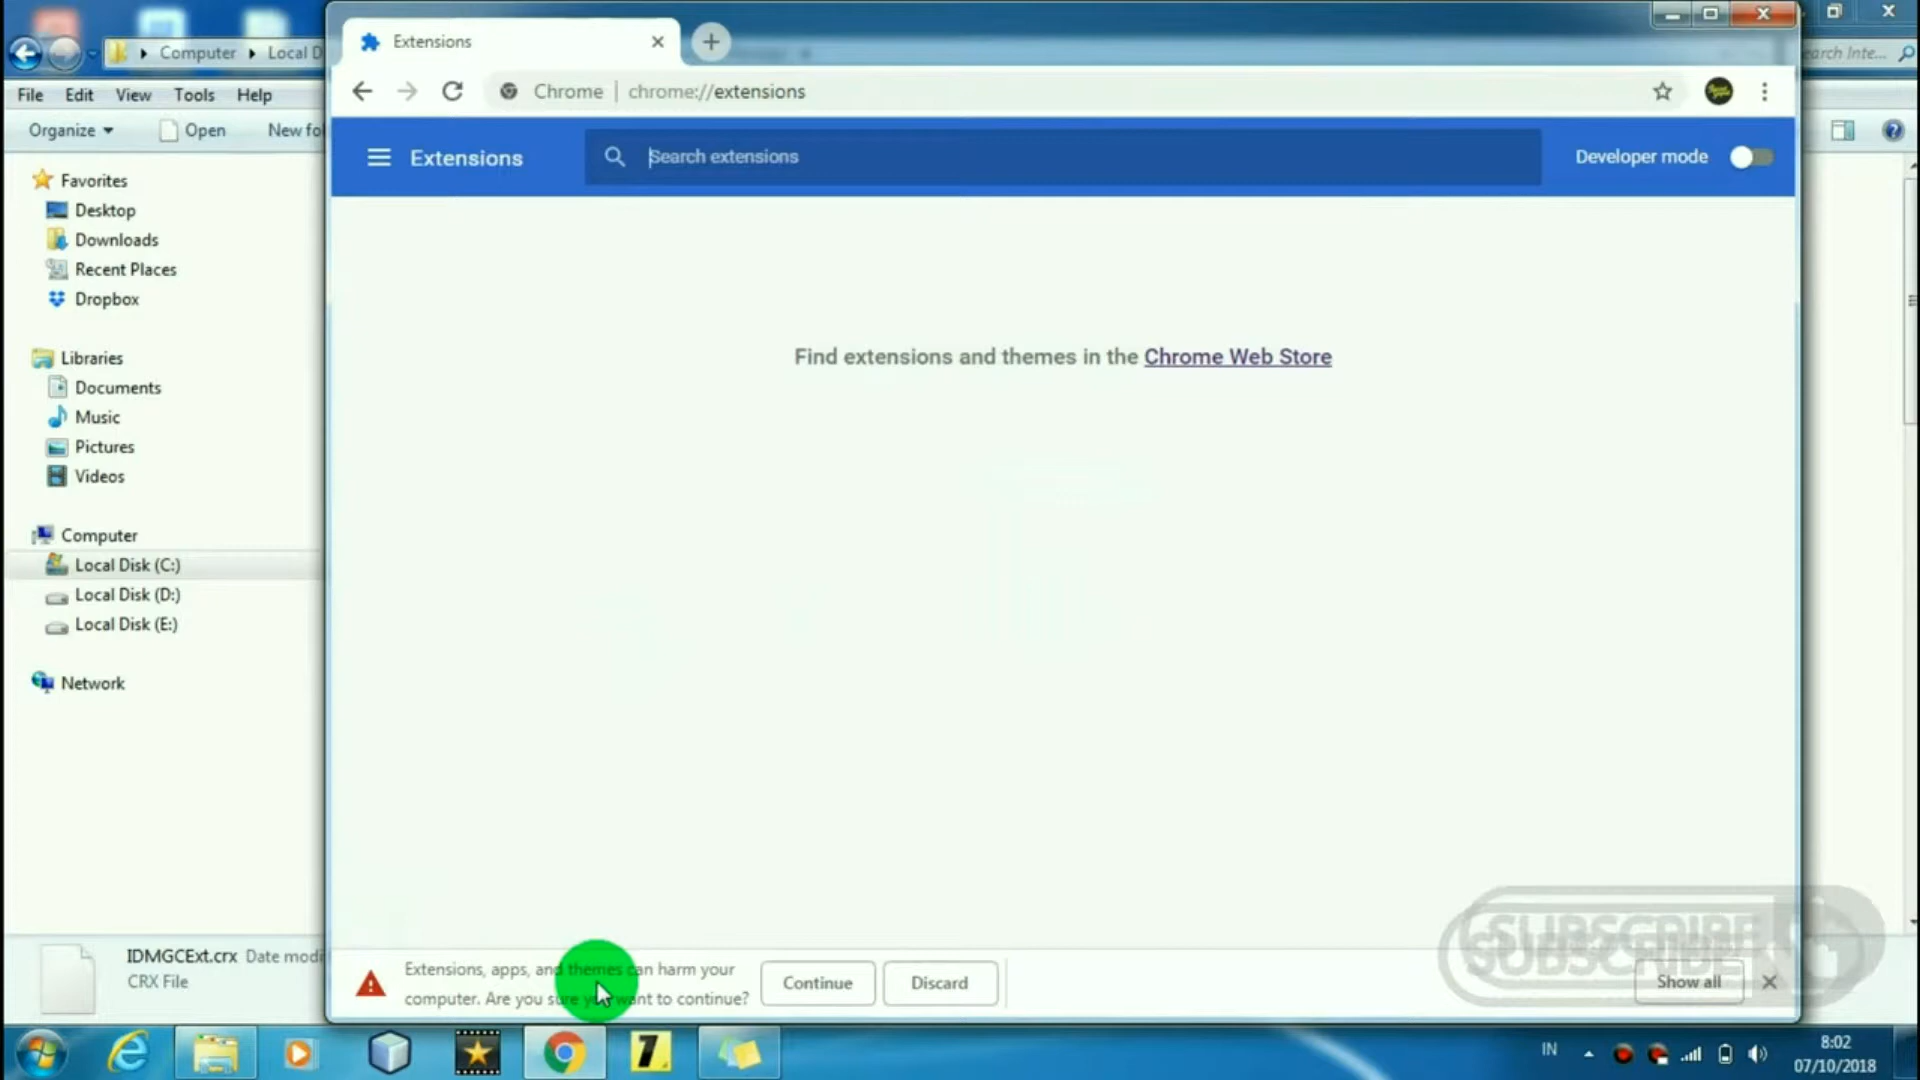 Extensions
Computer
Local D
File Edit View Tools Help
Organize Open New fol
Chrome | chrome://extensions
Extensions
Search extensions
Developer mode
Favorites
Desktop
Downloads
Recent Places
Dropbox
Libraries
Documents
Music
Pictures
Videos
Computer
Local Disk (C:)
Local Disk (D:)
Local Disk (E:)
Network
Find extensions and themes in the Chrome Web Store
IDMGCExt.crx Date modi
CRX File
Extensions, apps, and themes can harm your
computer. Are you sure you want to continue?
Continue
Discard
SUBSCRIBE
Show all
IN
8:02
07/10/2018